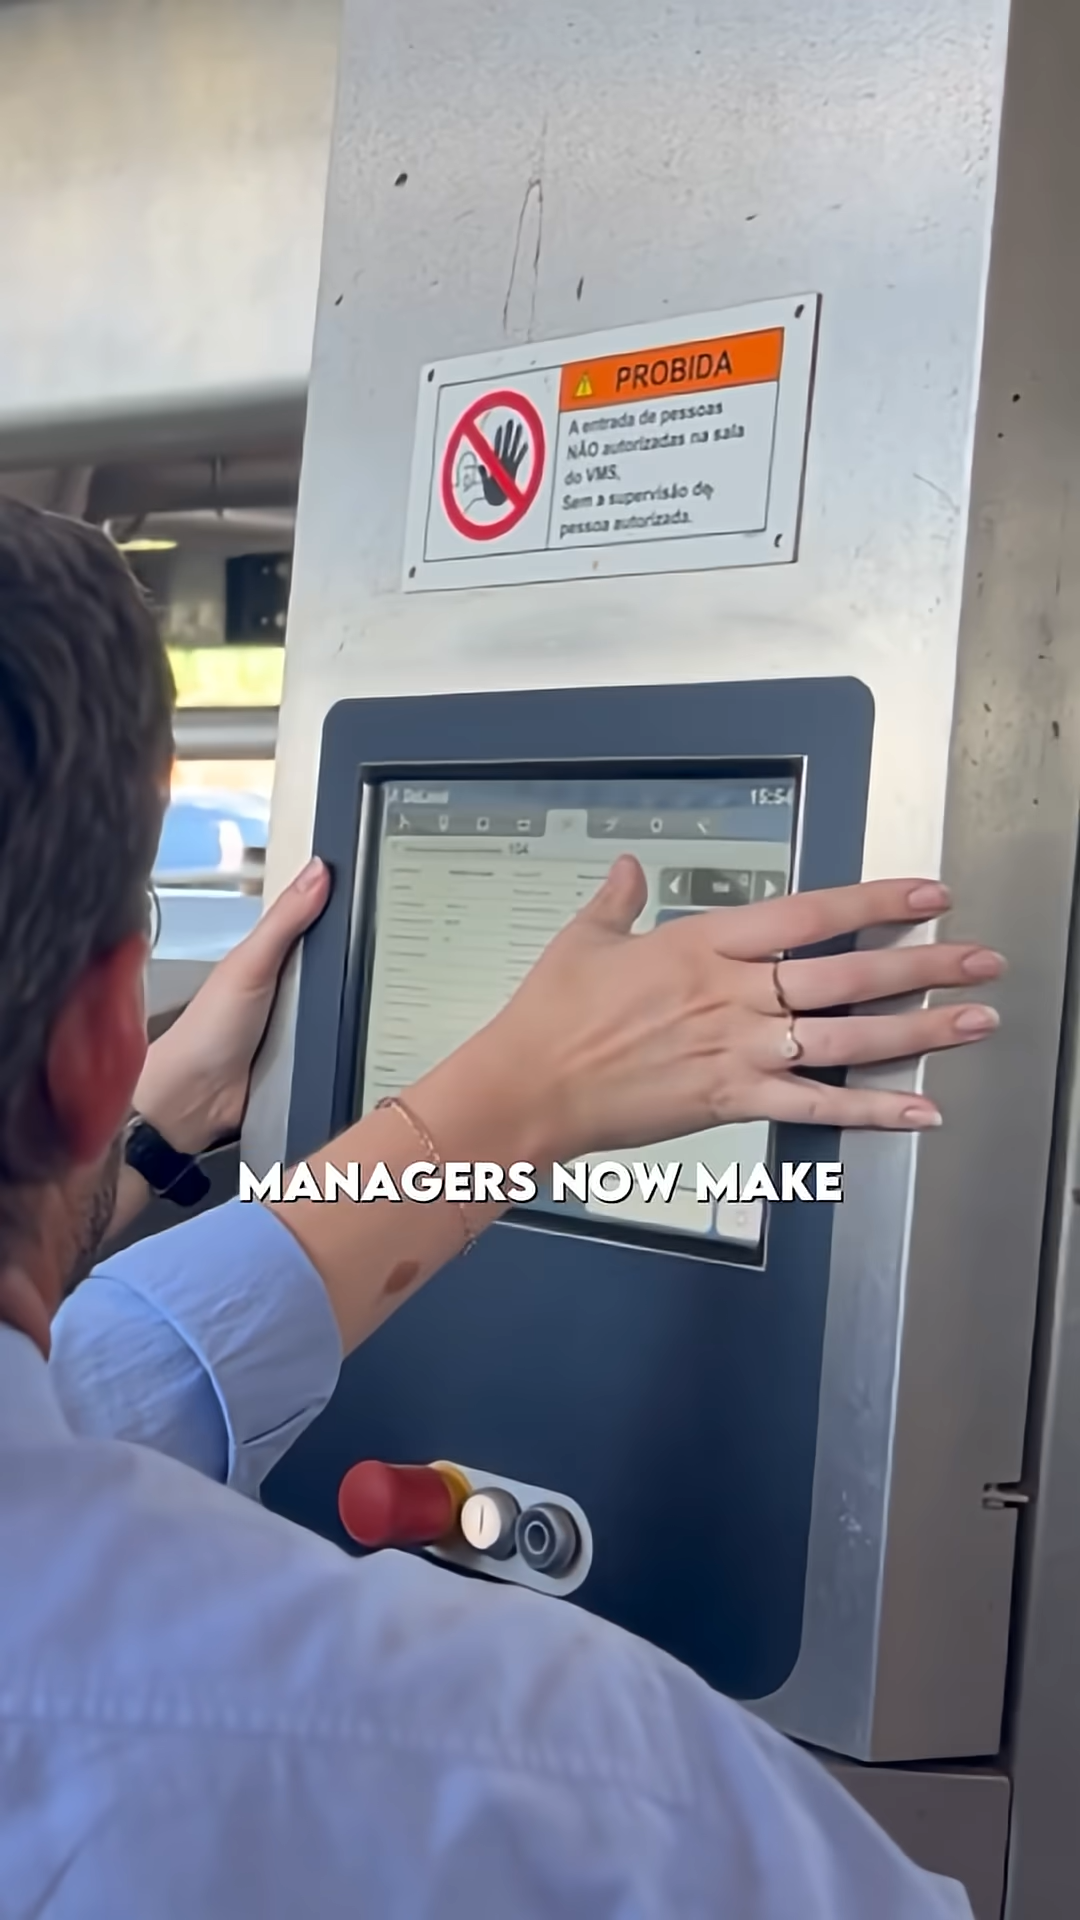 PROBIDA
A entrada de pessoas
NÃO autorizadas na sala
do VMS,
Sem a supervisão de
pessoa autorizada.
DeLaval
15:54
104
MANAGERS NOW MAKE